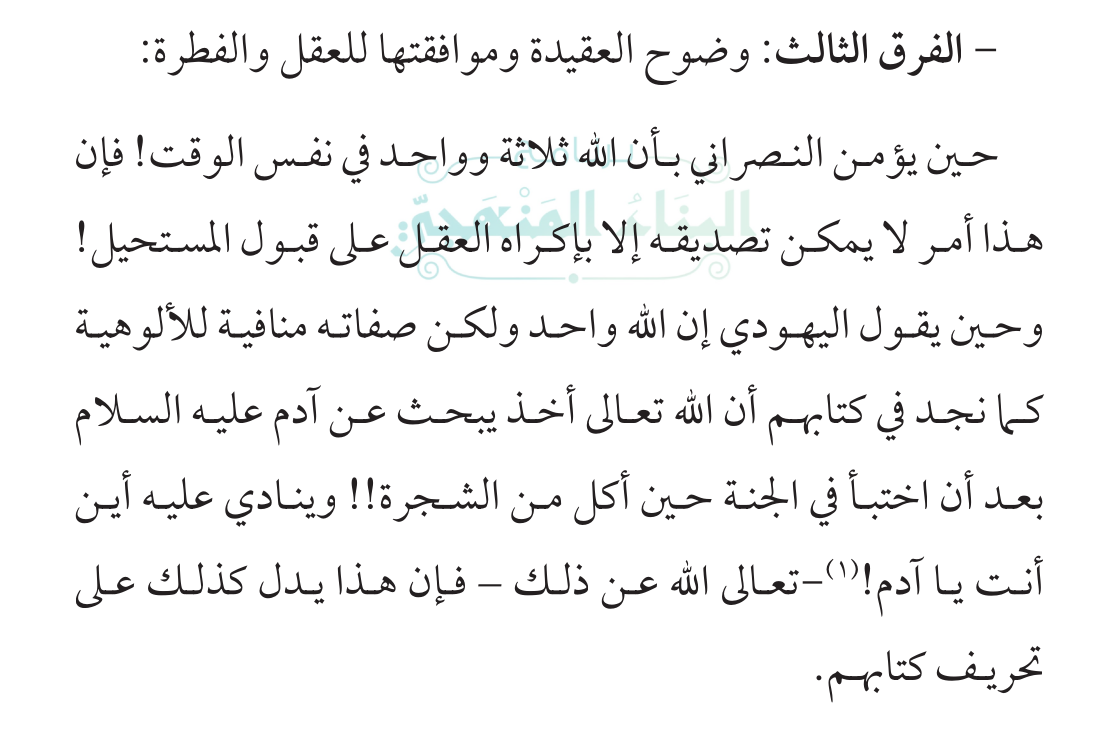 – الفرق الثالث: وضوح العقيدة وموافقتها للعقل والفطرة:
حين يؤمن النصراني بأن الله ثلاثة وواحد في نفس الوقت! فإن
هذا أمر لا يمكن تصديقه إلا بإكراه العقل على قبول المستحيل!
وحين يقول اليهودي إن الله واحد ولكن صفاته منافية للألوهية
كما نجد في كتابهم أن الله تعالى أخذ يبحث عن آدم عليه السلام
بعد أن اختبأ في الجنة حين أكل من الشجرة!! وينادي عليه أين
أنت يا آدم!(١)–تعالى الله عن ذلك – فإن هذا يدل كذلك على
تحريف كتابهم.
البناء المنهجي